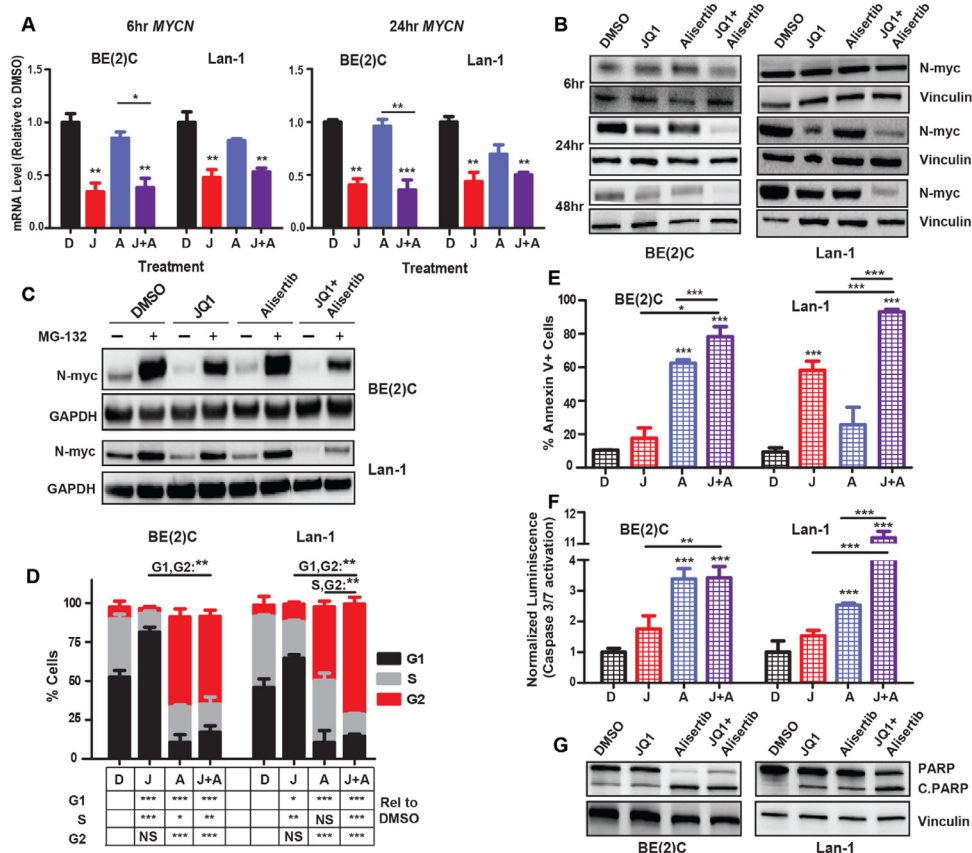 A
6hr MYCN
24hr MYCN
BE(2)C
Lan-1
BE(2)C
Lan-1
mRNA Level (Relative to DMSO)
1.5
1.0
0.5
0.0
1.5
1.0
0.5
0.0
*
**
**
**
**
**
**
***
**
**
D J A J+A D J A J+A
D J A J+A D J A J+A
Treatment
Treatment
B
DMSO JQ1 Alisertib JQ1+ Alisertib
DMSO JQ1 Alisertib JQ1+ Alisertib
6hr
N-myc
Vinculin
24hr
N-myc
Vinculin
48hr
N-myc
Vinculin
BE(2)C
Lan-1
C
DMSO JQ1 Alisertib JQ1+ Alisertib
MG-132 – + – + – + – +
N-myc
GAPDH
BE(2)C
N-myc
GAPDH
Lan-1
D
BE(2)C
Lan-1
G1,G2:**
G1,G2:**
S,G2:**
% Cells
100
75
50
25
0
G1
S
G2
D J A J+A D J A J+A
G1 *** *** *** * *** ***
S *** * ** ** NS ***
G2 NS *** *** NS *** ***
Rel to
DMSO
E
BE(2)C
Lan-1
% Annexin V+ Cells
100
80
60
40
20
0
***
*
***
***
***
***
***
***
D J A J+A D J A J+A
F
BE(2)C
Lan-1
Normalized Luminiscence
(Caspase 3/7 activation)
12
11
4
3
2
1
0
**
***
***
***
***
***
***
D J A J+A D J A J+A
G
DMSO JQ1 Alisertib JQ1+ Alisertib
DMSO JQ1 Alisertib JQ1+ Alisertib
PARP
C.PARP
Vinculin
BE(2)C
Lan-1